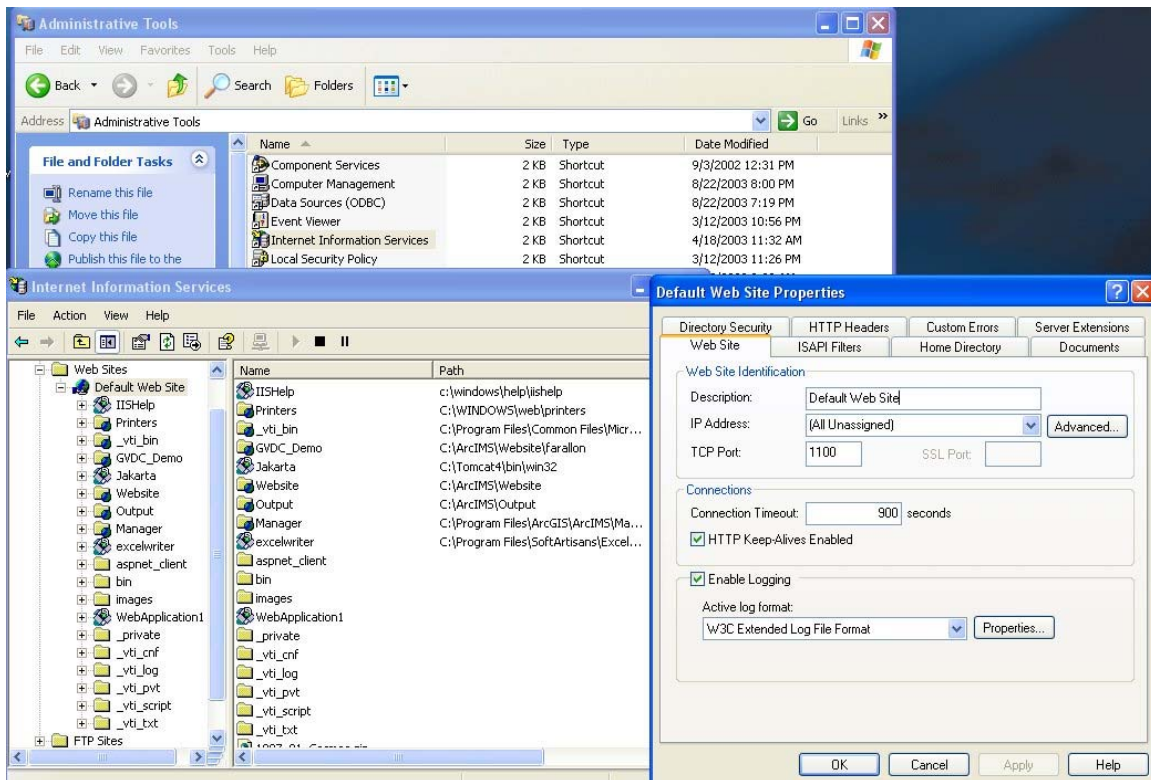 Administrative Tools
File Edit View Favorites Tools Help
Back Search Folders
Address Administrative Tools Go Links »
File and Folder Tasks
Rename this file
Move this file
Copy this file
Publish this file to the
Name Size Type Date Modified
Component Services 2 KB Shortcut 9/3/2002 12:31 PM
Computer Management 2 KB Shortcut 8/22/2003 8:00 PM
Data Sources (ODBC) 2 KB Shortcut 8/22/2003 7:19 PM
Event Viewer 2 KB Shortcut 3/12/2003 10:56 PM
Internet Information Services 2 KB Shortcut 4/18/2003 11:32 AM
Local Security Policy 2 KB Shortcut 3/12/2003 11:26 PM
Internet Information Services
File Action View Help
Web Sites
Default Web Site
IISHelp
Printers
_vti_bin
GVDC_Demo
Jakarta
Website
Output
Manager
excelwriter
aspnet_client
bin
images
WebApplication1
_private
_vti_cnf
_vti_log
_vti_pvt
_vti_script
_vti_txt
FTP Sites
Name Path
IISHelp c:\windows\help\iishelp
Printers C:\WINDOWS\web\printers
_vti_bin C:\Program Files\Common Files\Micr...
GVDC_Demo C:\ArcIMS\Website\farallon
Jakarta C:\Tomcat4\bin\win32
Website C:\ArcIMS\Website
Output C:\ArcIMS\Output
Manager C:\Program Files\ArcGIS\ArcIMS\Ma...
excelwriter C:\Program Files\SoftArtisans\Excel...
aspnet_client
bin
images
WebApplication1
_private
_vti_cnf
_vti_log
_vti_pvt
_vti_script
_vti_txt
Default Web Site Properties
Directory Security HTTP Headers Custom Errors Server Extensions
Web Site ISAPI Filters Home Directory Documents
Web Site Identification
Description: Default Web Site
IP Address: (All Unassigned) Advanced...
TCP Port: 1100 SSL Port:
Connections
Connection Timeout: 900 seconds
HTTP Keep-Alives Enabled
Enable Logging
Active log format:
W3C Extended Log File Format Properties...
OK Cancel Apply Help